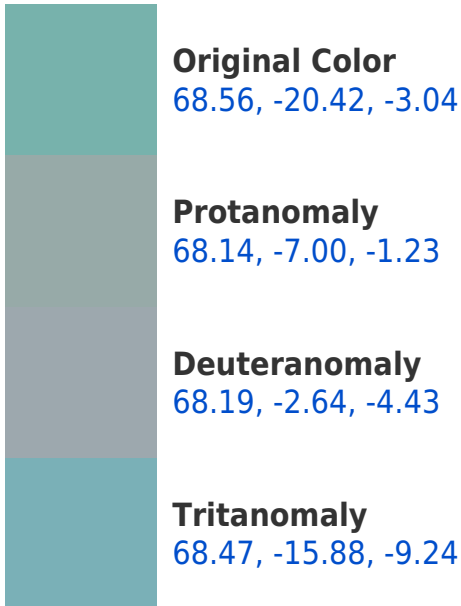 Original Color
68.56, -20.42, -3.04
Protanomaly
68.14, -7.00, -1.23
Deuteranomaly
68.19, -2.64, -4.43
Tritanomaly
68.47, -15.88, -9.24